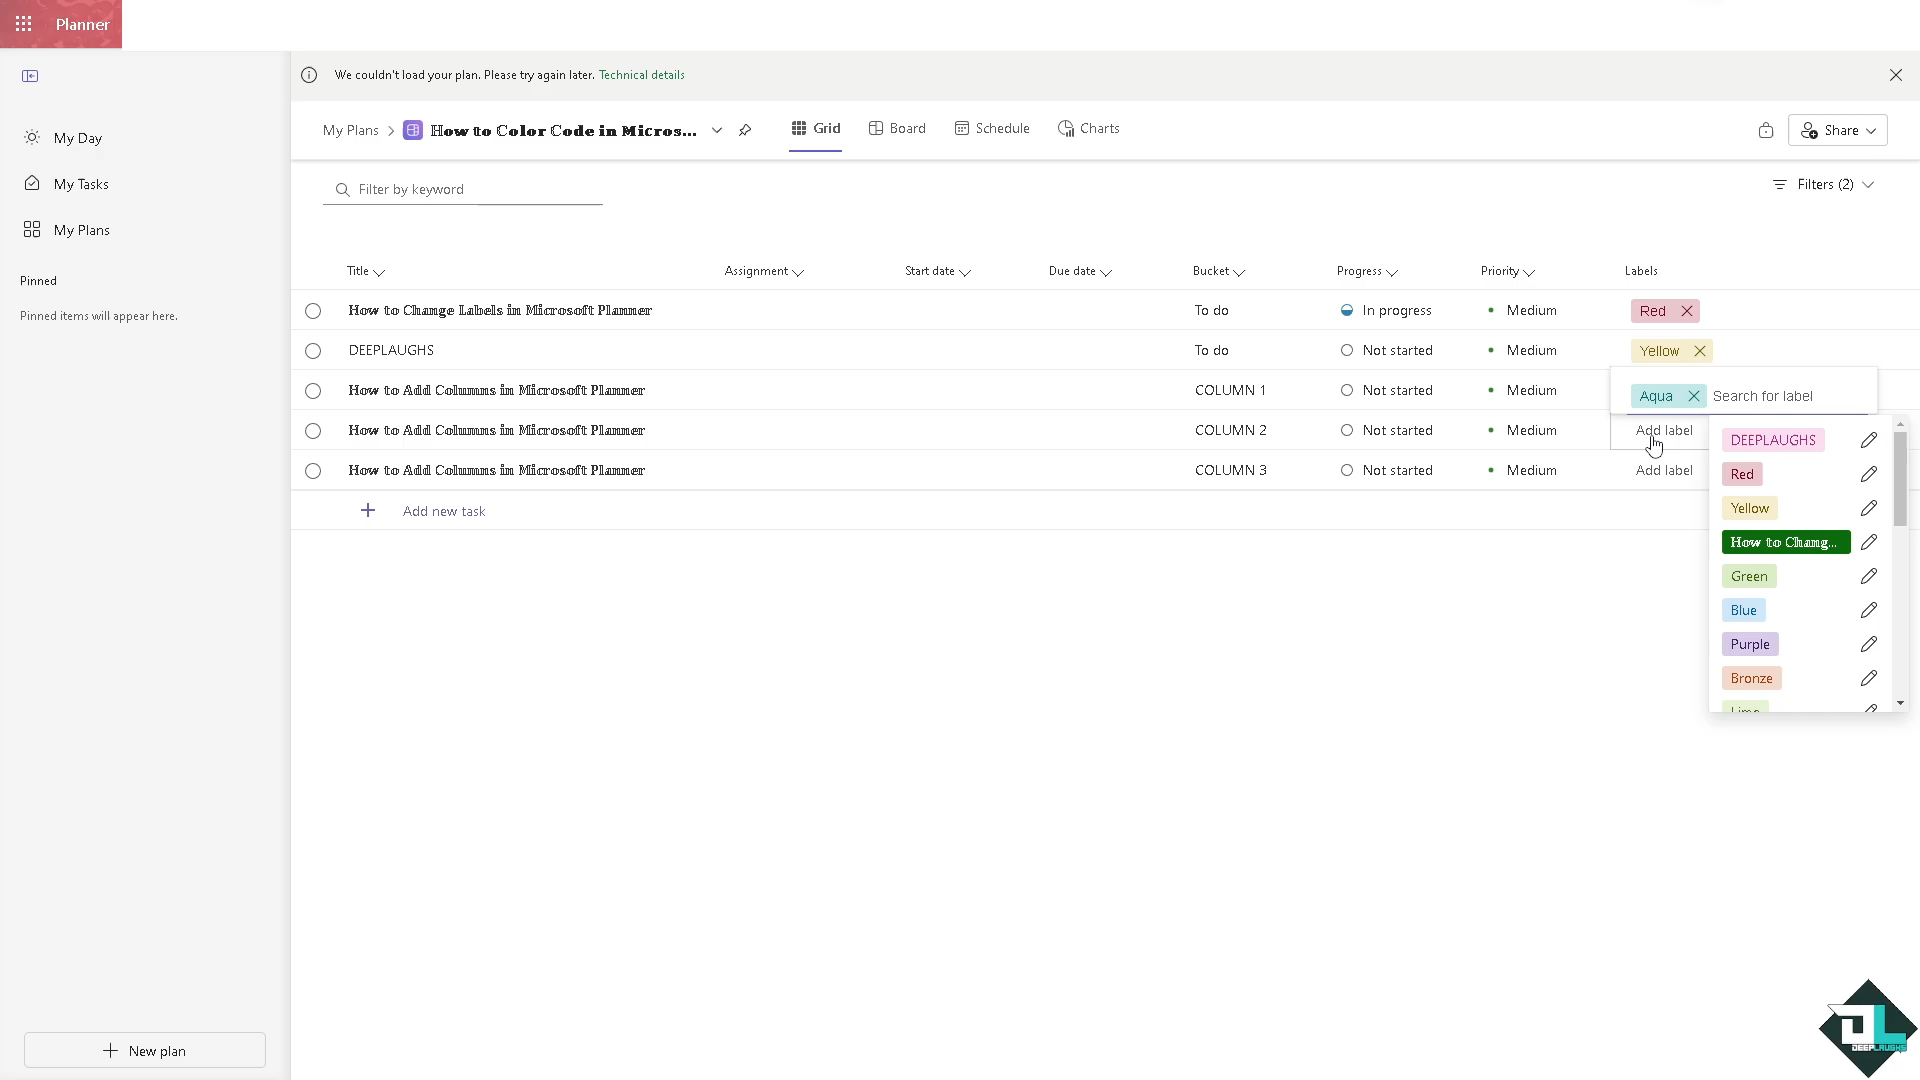 Planner
We couldn't load your plan. Please try again later. Technical details
My Plans
How to Color Code in Micros...
Grid
Board
Schedule
Charts
Share
My Day
My Tasks
My Plans
Pinned
Pinned items will appear here.
Filter by keyword
Filters (2)
Title Assignment Start date Due date Bucket Progress Priority Labels
How to Change Labels in Microsoft Planner To do In progress Medium Red
DEEPLAUGHS To do Not started Medium Yellow
How to Add Columns in Microsoft Planner COLUMN 1 Not started Medium Aqua Search for label
How to Add Columns in Microsoft Planner COLUMN 2 Not started Medium Add label
How to Add Columns in Microsoft Planner COLUMN 3 Not started Medium Add label
Add new task
DEEPLAUGHS
Red
Yellow
How to Chang...
Green
Blue
Purple
Bronze
Lime
New plan
DL
DEEPLAUGHS